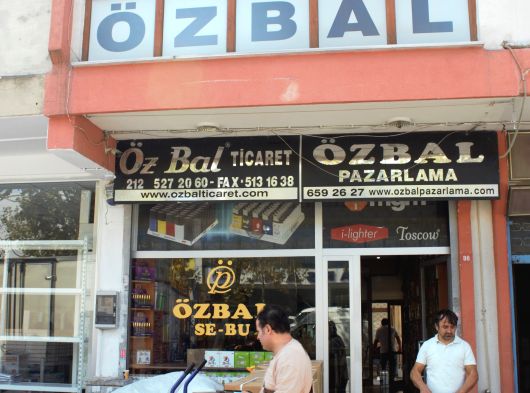 ÖZBAL
Öz Bal TİCARET
212 527 20 60 - FAX: 513 16 38
www.ozbalticaret.com
ÖZBAL
PAZARLAMA
659 26 27 www.ozbalpazarlama.com
i-lighter
Toscow
ÖZBAL
SE-BU